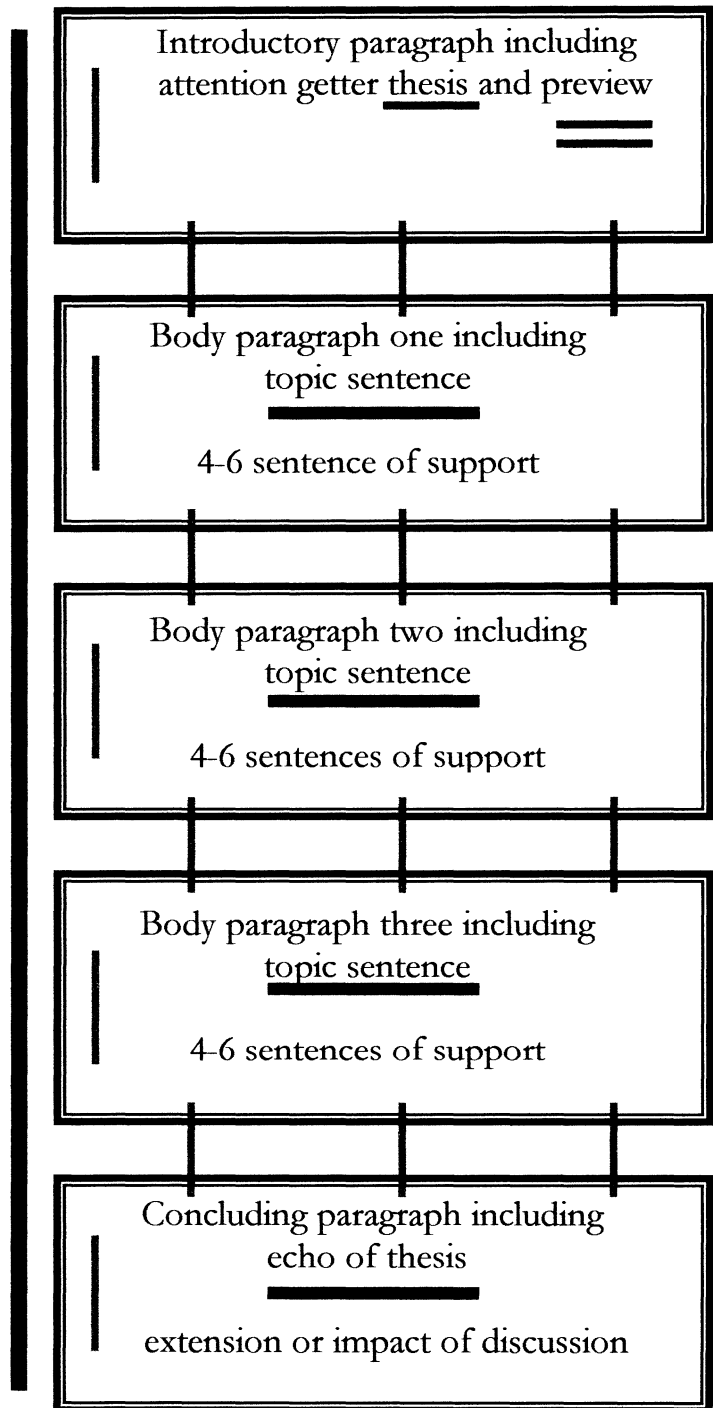 Introductory paragraph including
attention getter thesis and preview
Body paragraph one including
topic sentence
4-6 sentence of support
Body paragraph two including
topic sentence
4-6 sentences of support
Body paragraph three including
topic sentence
4-6 sentences of support
Concluding paragraph including
echo of thesis
extension or impact of discussion